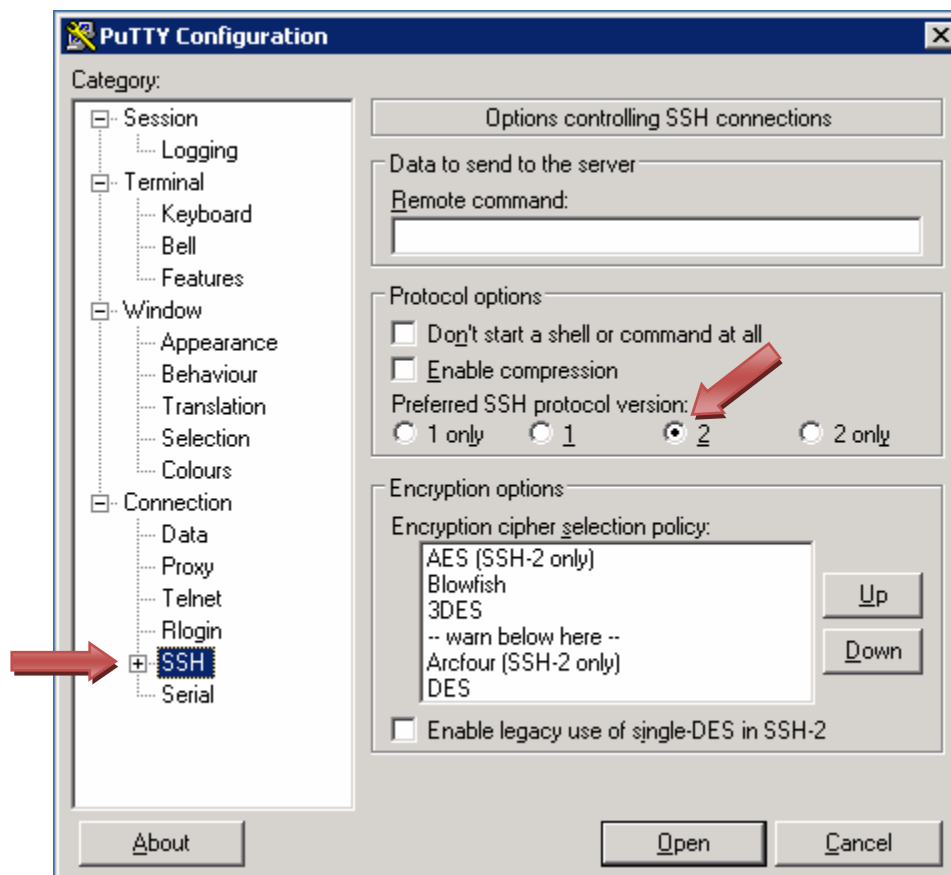 PuTTY Configuration
Category:
Session
Logging
Terminal
Keyboard
Bell
Features
Window
Appearance
Behaviour
Translation
Selection
Colours
Connection
Data
Proxy
Telnet
Rlogin
SSH
Serial
Options controlling SSH connections
Data to send to the server
Remote command:
Protocol options
Don't start a shell or command at all
Enable compression
Preferred SSH protocol version:
1 only 1 2 2 only
Encryption options
Encryption cipher selection policy:
AES (SSH-2 only)
Blowfish
3DES
-- warn below here --
Arcfour (SSH-2 only)
DES
Up
Down
Enable legacy use of single-DES in SSH-2
About Open Cancel